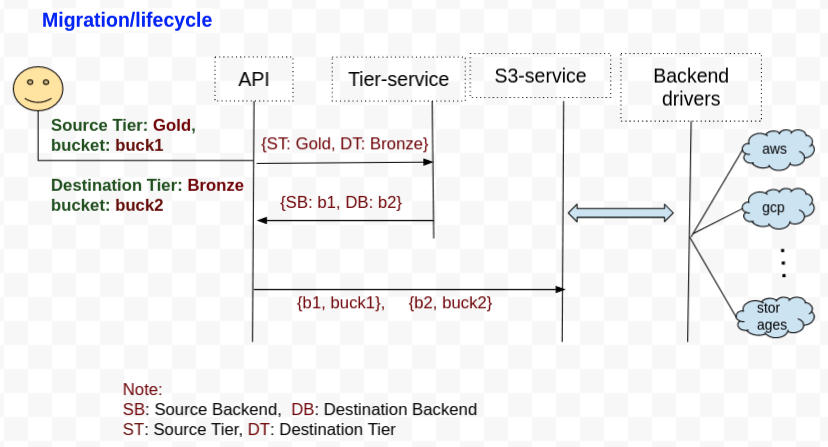 Migration/lifecycle
API
Tier-service
S3-service
Backend
drivers
Source Tier: Gold,
bucket: buck1
{ST: Gold, DT: Bronze}
Destination Tier: Bronze
bucket: buck2
{SB: b1, DB: b2}
{b1, buck1}, {b2, buck2}
aws
gcp
stor
ages
Note:
SB: Source Backend, DB: Destination Backend
ST: Source Tier, DT: Destination Tier